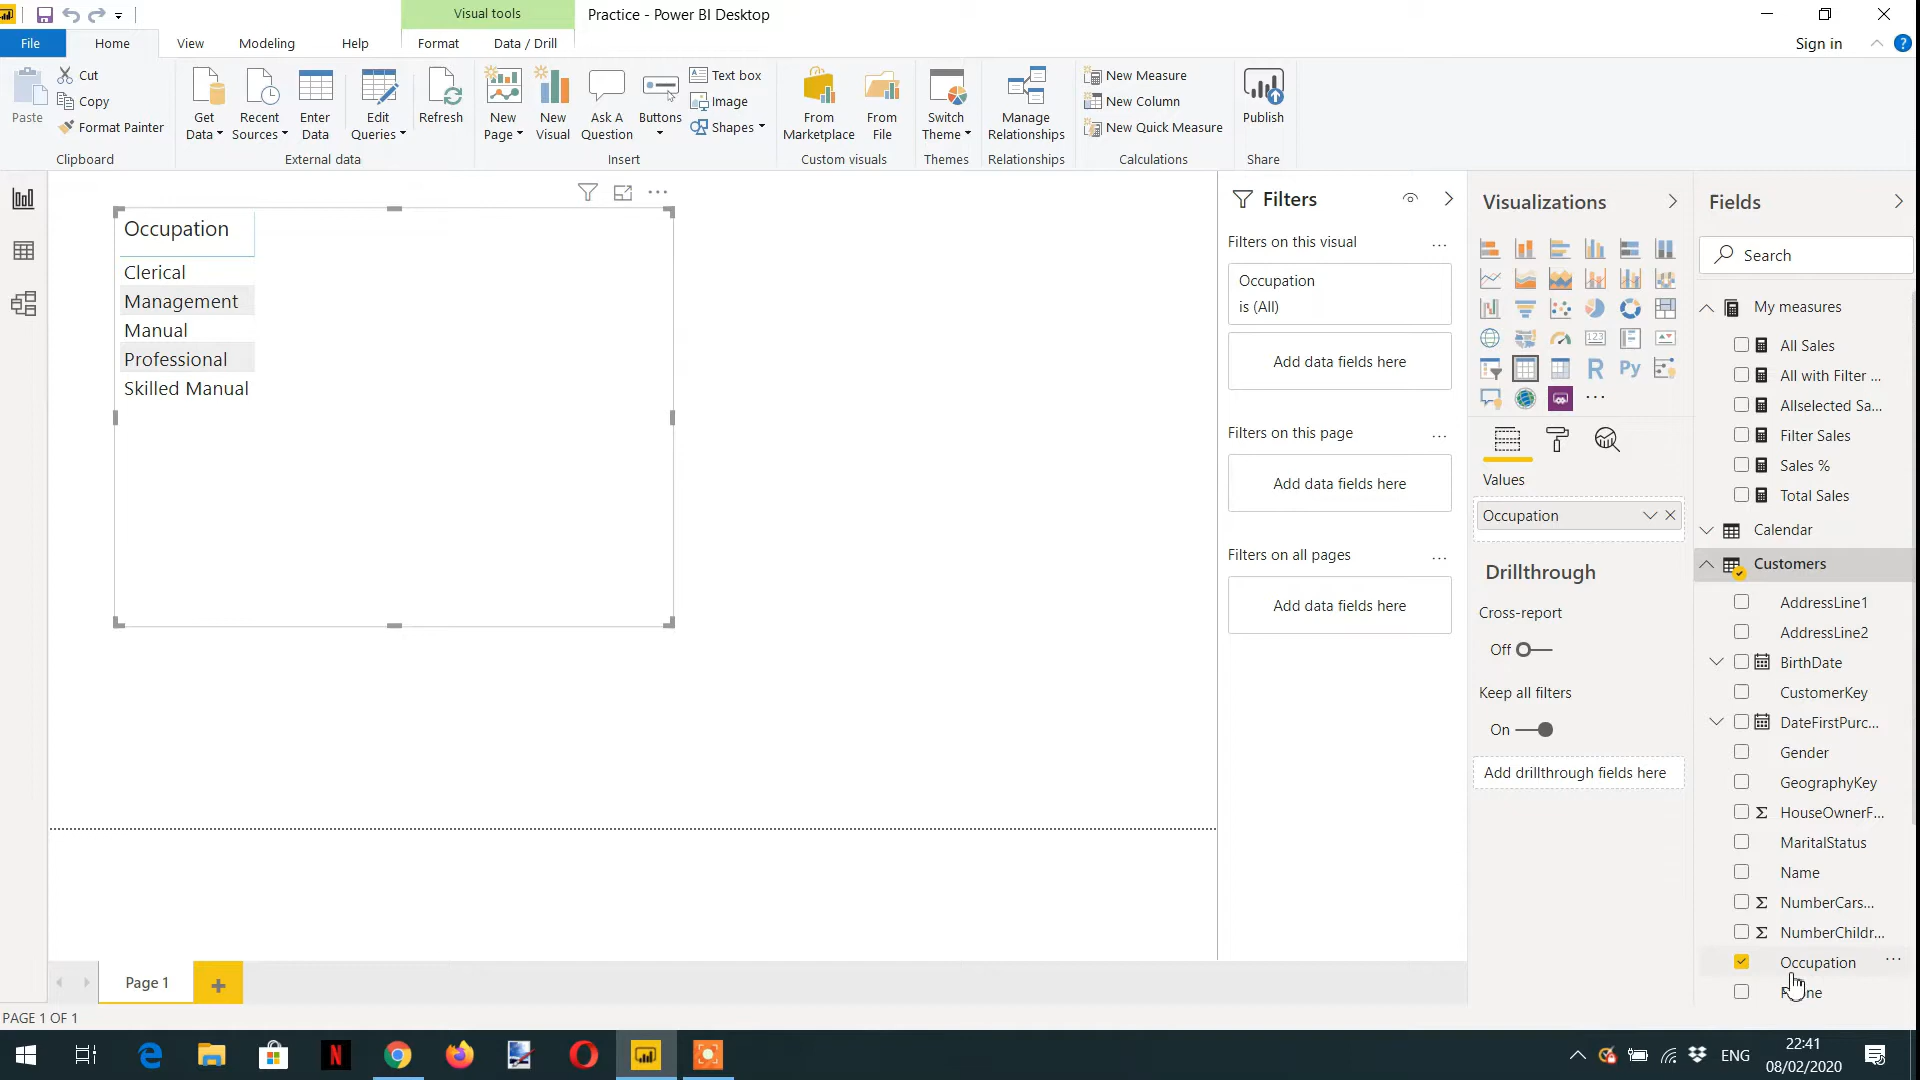 Visual tools
Practice - Power BI Desktop
File
Home
View
Modeling
Help
Format
Data / Drill
Sign in
?
Paste
Cut
Copy
Format Painter
Clipboard
Get
Data
Recent
Sources
Enter
Data
Edit
Queries
Refresh
External data
New
Page
New
Visual
Ask A
Question
Buttons
Text box
Image
Shapes
Insert
From
Marketplace
From
File
Custom visuals
Switch
Theme
Themes
Manage
Relationships
Relationships
New Measure
New Column
New Quick Measure
Calculations
Publish
Share
Occupation
Clerical
Management
Manual
Professional
Skilled Manual
Filters
Filters on this visual
...
Occupation
is (All)
Add data fields here
Filters on this page
...
Add data fields here
Filters on all pages
...
Add data fields here
Visualizations
123
R
Py
...
Values
Occupation
Drillthrough
Cross-report
Off
Keep all filters
On
Add drillthrough fields here
Fields
Search
My measures
All Sales
All with Filter ...
Allselected Sa...
Filter Sales
Sales %
Total Sales
Calendar
Customers
AddressLine1
AddressLine2
BirthDate
CustomerKey
DateFirstPurc...
Gender
GeographyKey
Σ HouseOwnerF...
MaritalStatus
Name
Σ NumberCars...
Σ NumberChildr...
Occupation ...
Page 1
+
PAGE 1 OF 1
N
ENG
22:41
08/02/2020